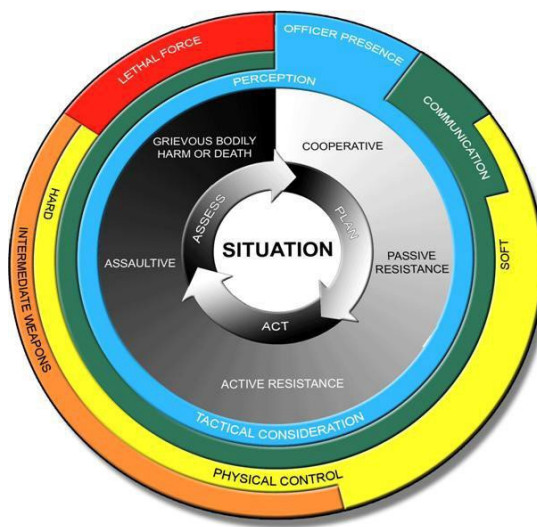 LETHAL FORCE
OFFICER PRESENCE
COMMUNICATION
PERCEPTION
GRIEVOUS BODILY
HARM OR DEATH
COOPERATIVE
ASSESS
PLAN
HARD
SITUATION
ASSAULTIVE
PASSIVE
RESISTANCE
SOFT
INTERMEDIATE WEAPONS
ACT
ACTIVE RESISTANCE
TACTICAL CONSIDERATION
PHYSICAL CONTROL